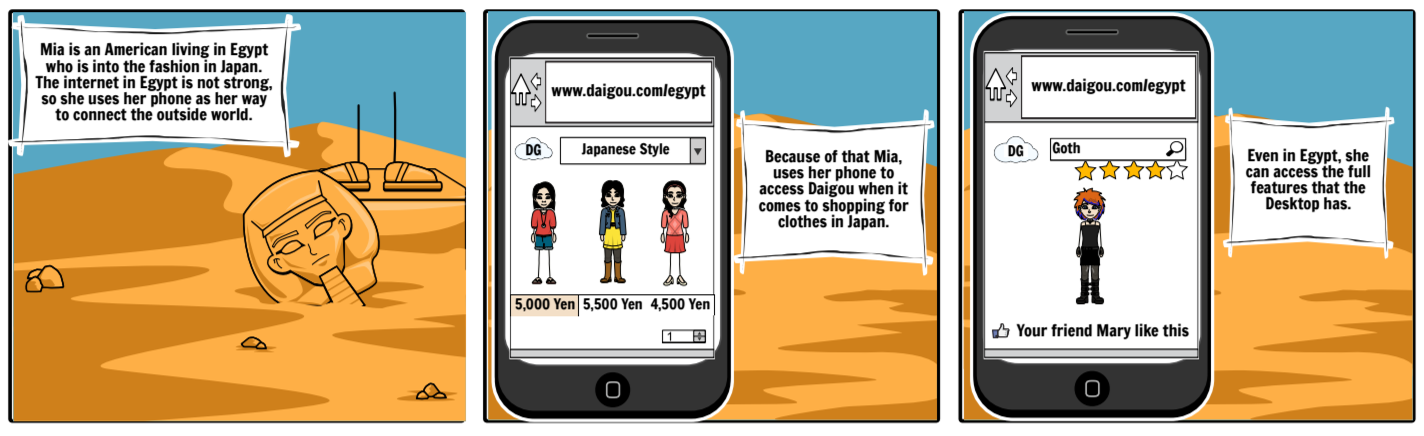 Mia is an American living in Egypt
who is into the fashion in Japan.
The internet in Egypt is not strong,
so she uses her phone as her way
to connect the outside world.
www.daigou.com/egypt
DG
Japanese Style
5,000 Yen
5,500 Yen
4,500 Yen
1
Because of that Mia,
uses her phone to
access Daigou when it
comes to shopping for
clothes in Japan.
www.daigou.com/egypt
DG
Goth
Your friend Mary like this
Even in Egypt, she
can access the full
features that the
Desktop has.